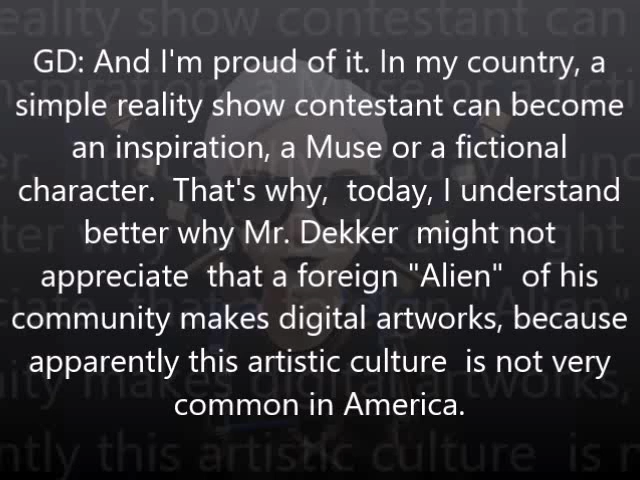 GD: And I'm proud of it. In my country, a
simple reality show contestant can become
an inspiration, a Muse or a fictional
character.  That's why,  today, I understand
better why Mr. Dekker  might not
appreciate  that a foreign "Alien"  of his
community makes digital artworks, because
apparently this artistic culture  is not very
common in America.